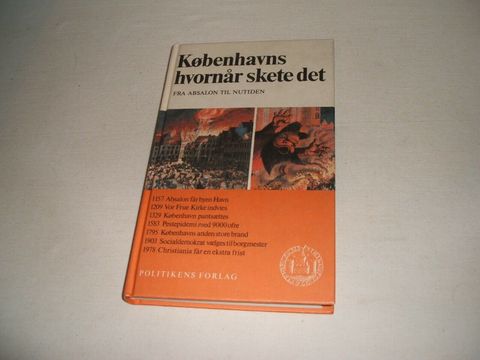 Københavns
hvornår skete det
FRA ABSALON TIL NUTIDEN
1157 Absalon får byen Havn
1209 Vor Frue Kirke indvies
1329 København pantsættes
1583 Pestepidemi med 9000 ofre
1795 Københavns anden store brand
1903 Socialdemokrat vælges til borgmester
1978 Christiania får en ekstra frist
POLITIKENS FORLAG